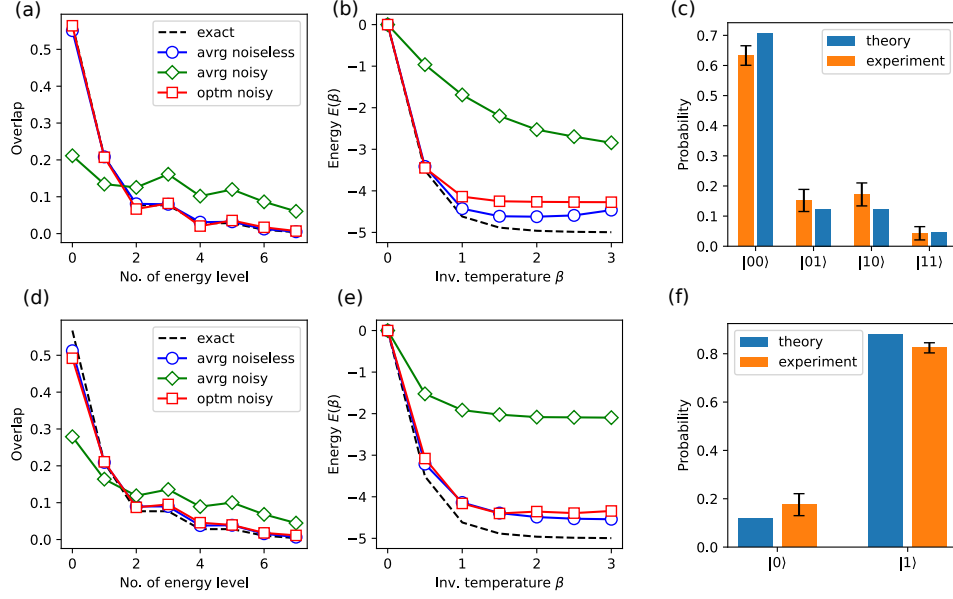 (a)
0.5
0.4
0.3
0.2
0.1
0.0
Overlap
exact
avrg noiseless
avrg noisy
optm noisy
0 2 4 6
No. of energy level
(b)
0
−1
−2
−3
−4
−5
Energy E(β)
0 1 2 3
Inv. temperature β
(c)
0.7
0.6
0.5
0.4
0.3
0.2
0.1
0.0
Probability
theory
experiment
|00⟩ |01⟩ |10⟩ |11⟩
(d)
0.5
0.4
0.3
0.2
0.1
0.0
Overlap
exact
avrg noiseless
avrg noisy
optm noisy
0 2 4 6
No. of energy level
(e)
0
−1
−2
−3
−4
−5
Energy E(β)
0 1 2 3
Inv. temperature β
(f)
0.8
0.6
0.4
0.2
0.0
Probability
theory
experiment
|0⟩ |1⟩